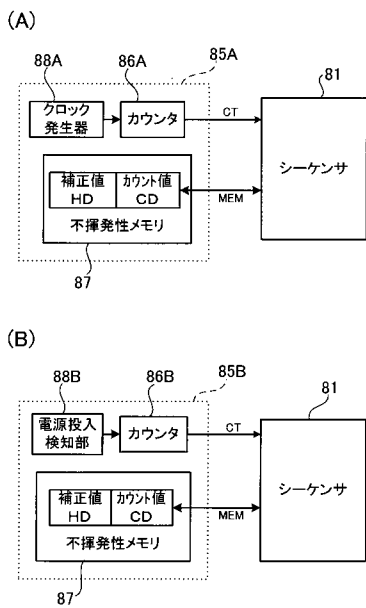 (A)
88A
86A
85A
81
クロック
発生器
カウンタ
CT
シーケンサ
補正値
HD
カウント値
CD
MEM
不揮発性メモリ
87
(B)
88B
86B
85B
81
電源投入
検知部
カウンタ
CT
シーケンサ
補正値
HD
カウント値
CD
MEM
不揮発性メモリ
87